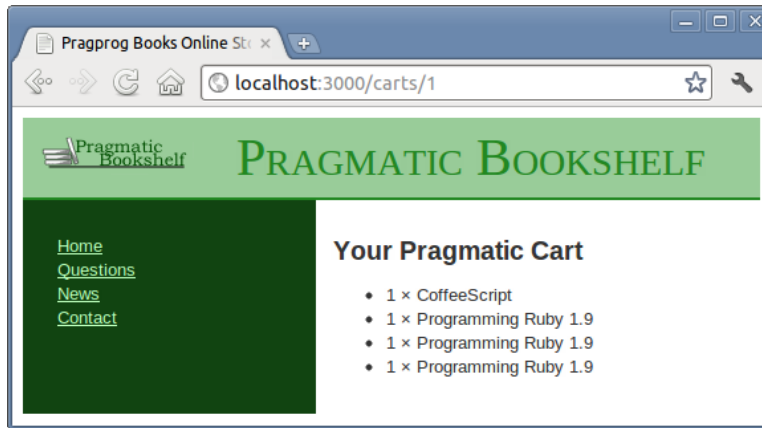 Pragprog Books Online Sto
localhost:3000/carts/1
Pragmatic
Bookshelf
PRAGMATIC BOOKSHELF
Home
Questions
News
Contact
Your Pragmatic Cart
• 1 × CoffeeScript
• 1 × Programming Ruby 1.9
• 1 × Programming Ruby 1.9
• 1 × Programming Ruby 1.9